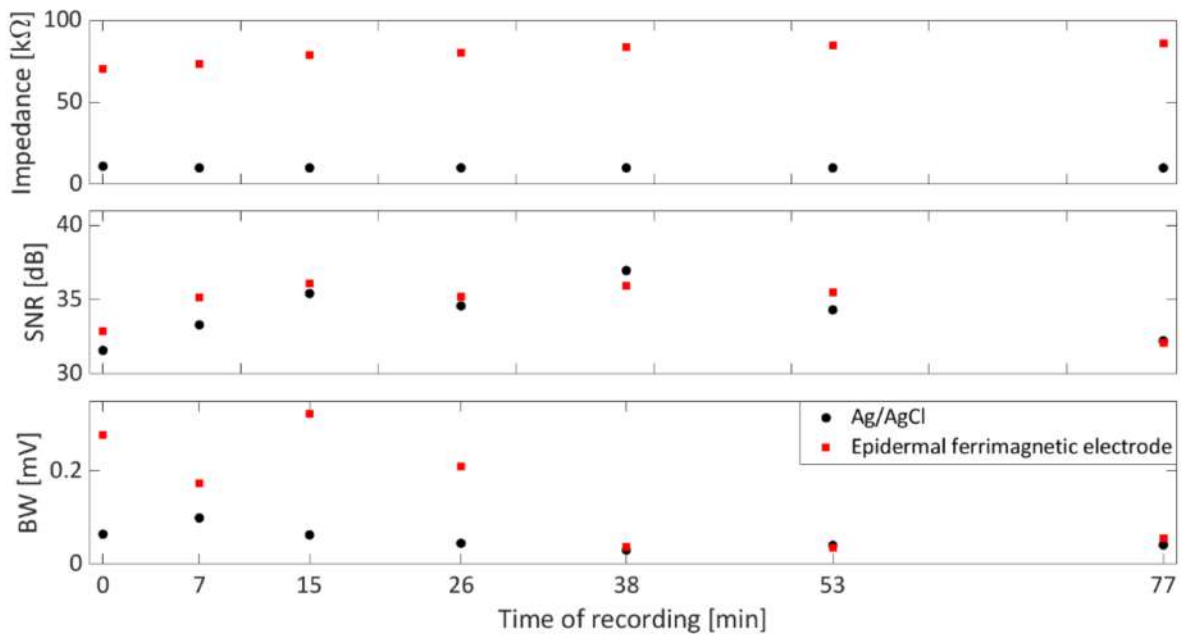 Impedance [kΩ]
100
50
0
SNR [dB]
40
35
30
BW [mV]
0.2
0
Ag/AgCl
Epidermal ferrimagnetic electrode
0 7 15 26 38 53 77
Time of recording [min]